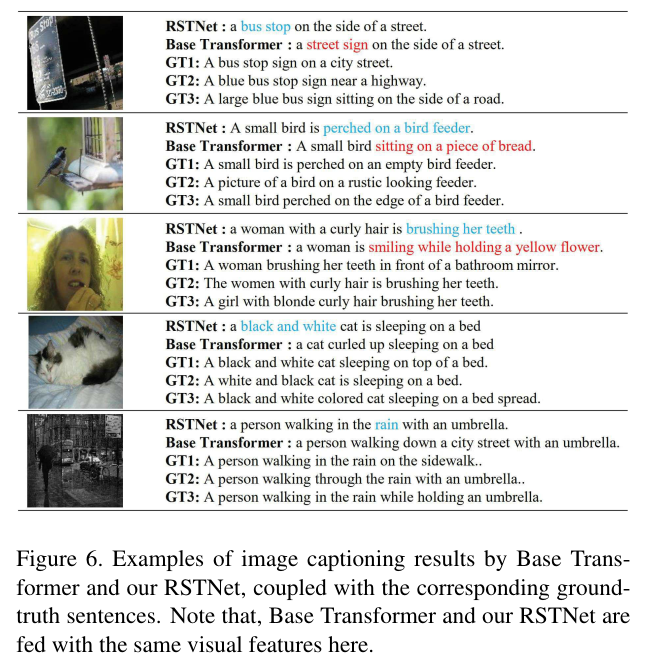 Bus Stop
RSTNet : a bus stop on the side of a street.
Base Transformer : a street sign on the side of a street.
GT1: A bus stop sign on a city street.
GT2: A blue bus stop sign near a highway.
GT3: A large blue bus sign sitting on the side of a road.
RSTNet : A small bird is perched on a bird feeder.
Base Transformer : A small bird sitting on a piece of bread.
GT1: A small bird is perched on an empty bird feeder.
GT2: A picture of a bird on a rustic looking feeder.
GT3: A small bird perched on the edge of a bird feeder.
RSTNet : a woman with a curly hair is brushing her teeth .
Base Transformer : a woman is smiling while holding a yellow flower.
GT1: A woman brushing her teeth in front of a bathroom mirror.
GT2: The women with curly hair is brushing her teeth.
GT3: A girl with blonde curly hair brushing her teeth.
RSTNet : a black and white cat is sleeping on a bed
Base Transformer : a cat curled up sleeping on a bed
GT1: A black and white cat sleeping on top of a bed.
GT2: A white and black cat is sleeping on a bed.
GT3: A black and white colored cat sleeping on a bed spread.
RSTNet : a person walking in the rain with an umbrella.
Base Transformer : a person walking down a city street with an umbrella.
GT1: A person walking in the rain on the sidewalk..
GT2: A person walking through the rain with an umbrella..
GT3: A person walking in the rain while holding an umbrella.
Figure 6. Examples of image captioning results by Base Trans-
former and our RSTNet, coupled with the corresponding ground-
truth sentences. Note that, Base Transformer and our RSTNet are
fed with the same visual features here.